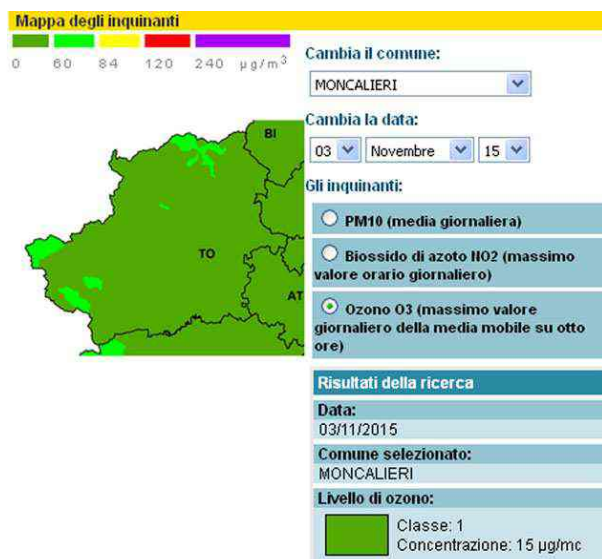 Mappa degli inquinanti
0 60 84 120 240 µg/m³
BI
TO
AT
Cambia il comune:
MONCALIERI
Cambia la data:
03 Novembre 15
Gli inquinanti:
PM10 (media giornaliera)
Biossido di azoto NO2 (massimo
valore orario giornaliero)
Ozono O3 (massimo valore
giornaliero della media mobile su otto
ore)
Risultati della ricerca
Data:
03/11/2015
Comune selezionato:
MONCALIERI
Livello di ozono:
Classe: 1
Concentrazione: 15 µg/mc